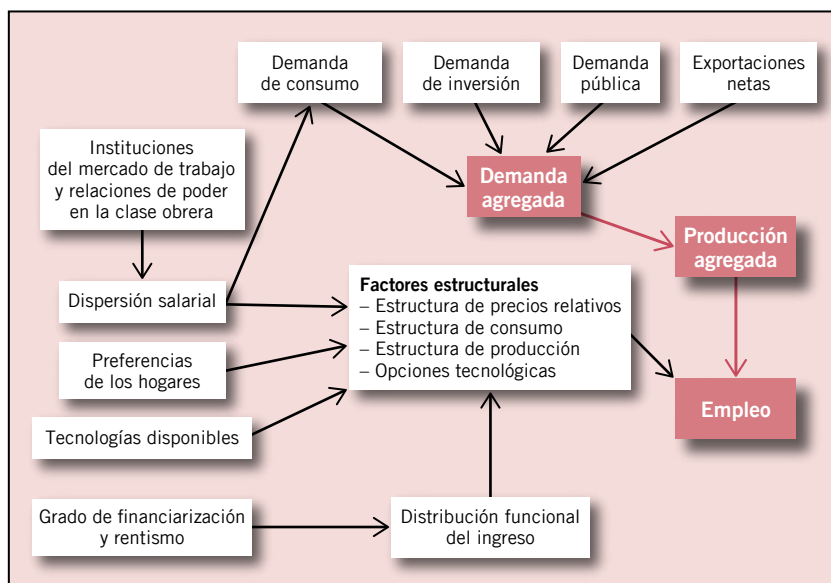 Demanda
de consumo
Demanda
de inversión
Demanda
pública
Exportaciones
netas
Instituciones
del mercado de trabajo
y relaciones de poder
en la clase obrera
Demanda
agregada
Producción
agregada
Dispersión salarial
Factores estructurales
– Estructura de precios relativos
– Estructura de consumo
– Estructura de producción
– Opciones tecnológicas
Preferencias
de los hogares
Empleo
Tecnologías disponibles
Grado de financiarización
y rentismo
Distribución funcional
del ingreso